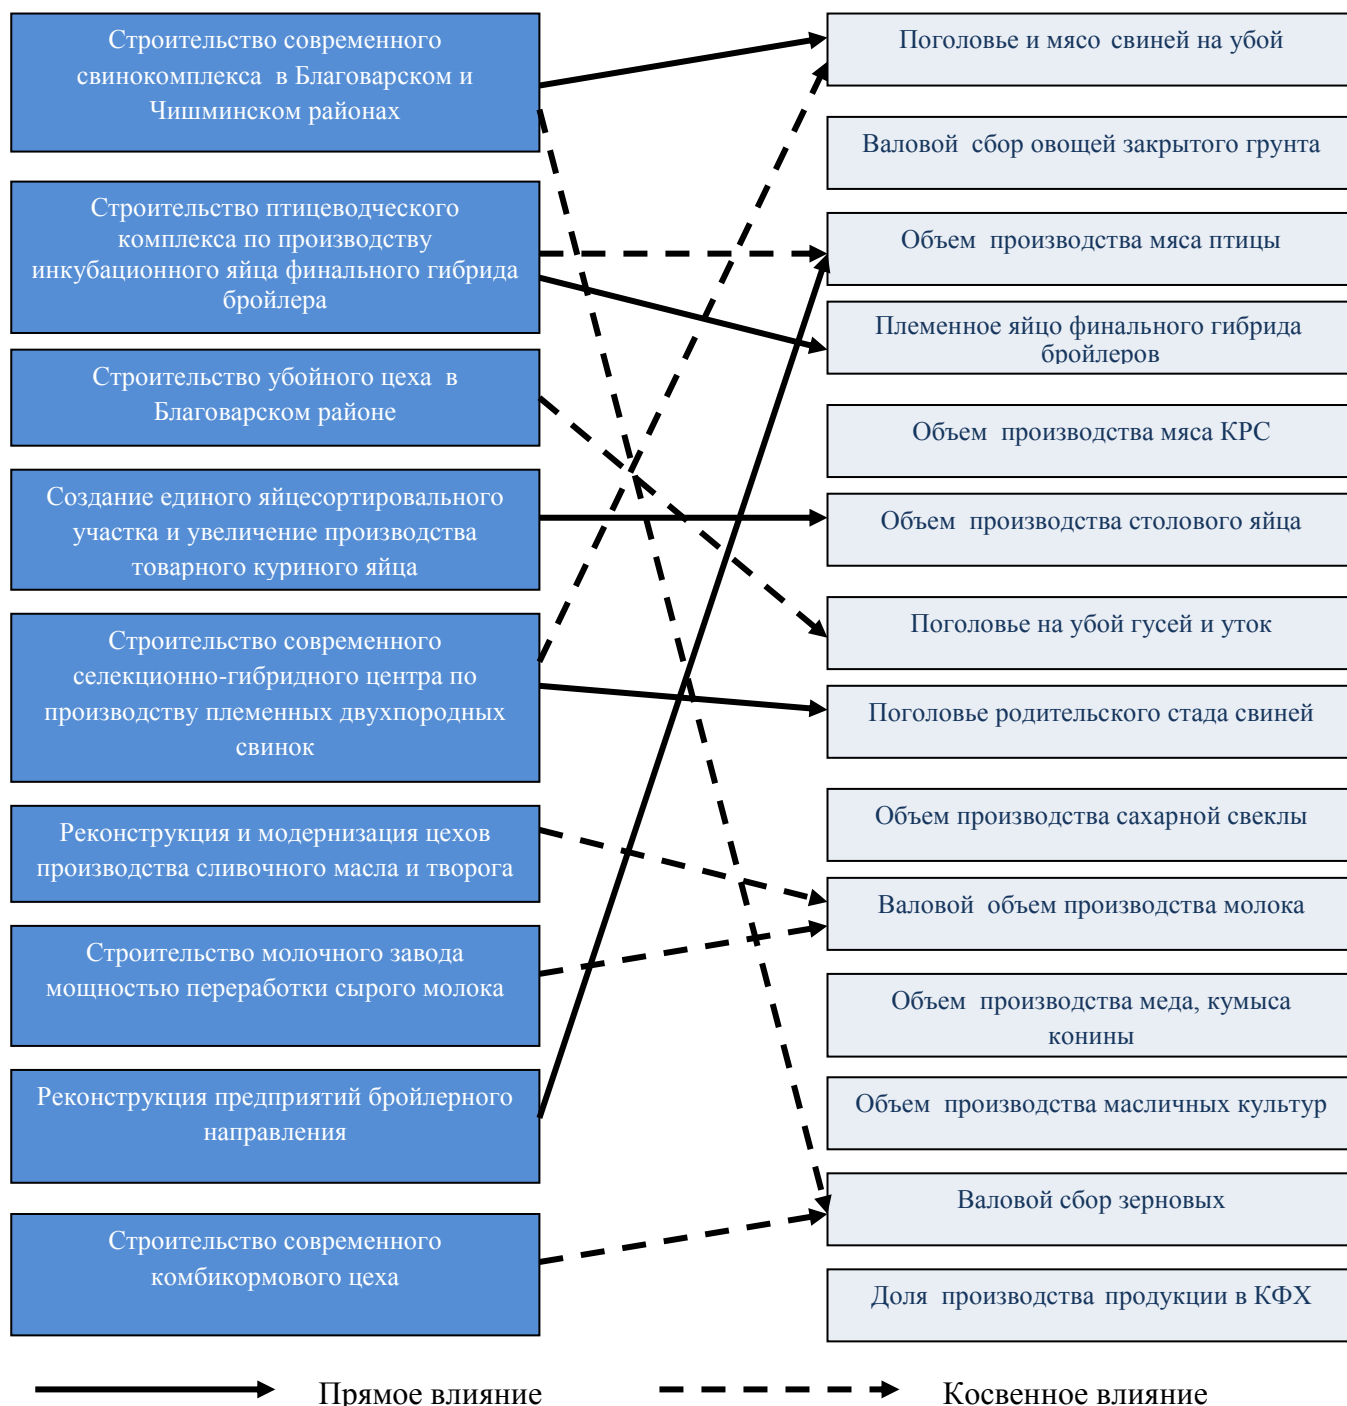 Строительство современного
свинокомплекса в Благоварском и
Чишминском районах
Строительство птицеводческого
комплекса по производству
инкубационного яйца финального гибрида
бройлера
Строительство убойного цеха в
Благоварском районе
Создание единого яйцесортировального
участка и увеличение производства
товарного куриного яйца
Строительство современного
селекционно-гибридного центра по
производству племенных двухпородных
свинок
Реконструкция и модернизация цехов
производства сливочного масла и творога
Строительство молочного завода
мощностью переработки сырого молока
Реконструкция предприятий бройлерного
направления
Строительство современного
комбикормового цеха
Поголовье и мясо свиней на убой
Валовой сбор овощей закрытого грунта
Объем производства мяса птицы
Племенное яйцо финального гибрида
бройлеров
Объем производства мяса КРС
Объем производства столового яйца
Поголовье на убой гусей и уток
Поголовье родительского стада свиней
Объем производства сахарной свеклы
Валовой объем производства молока
Объем производства меда, кумыса
конины
Объем производства масличных культур
Валовой сбор зерновых
Доля производства продукции в КФХ
Прямое влияние
Косвенное влияние